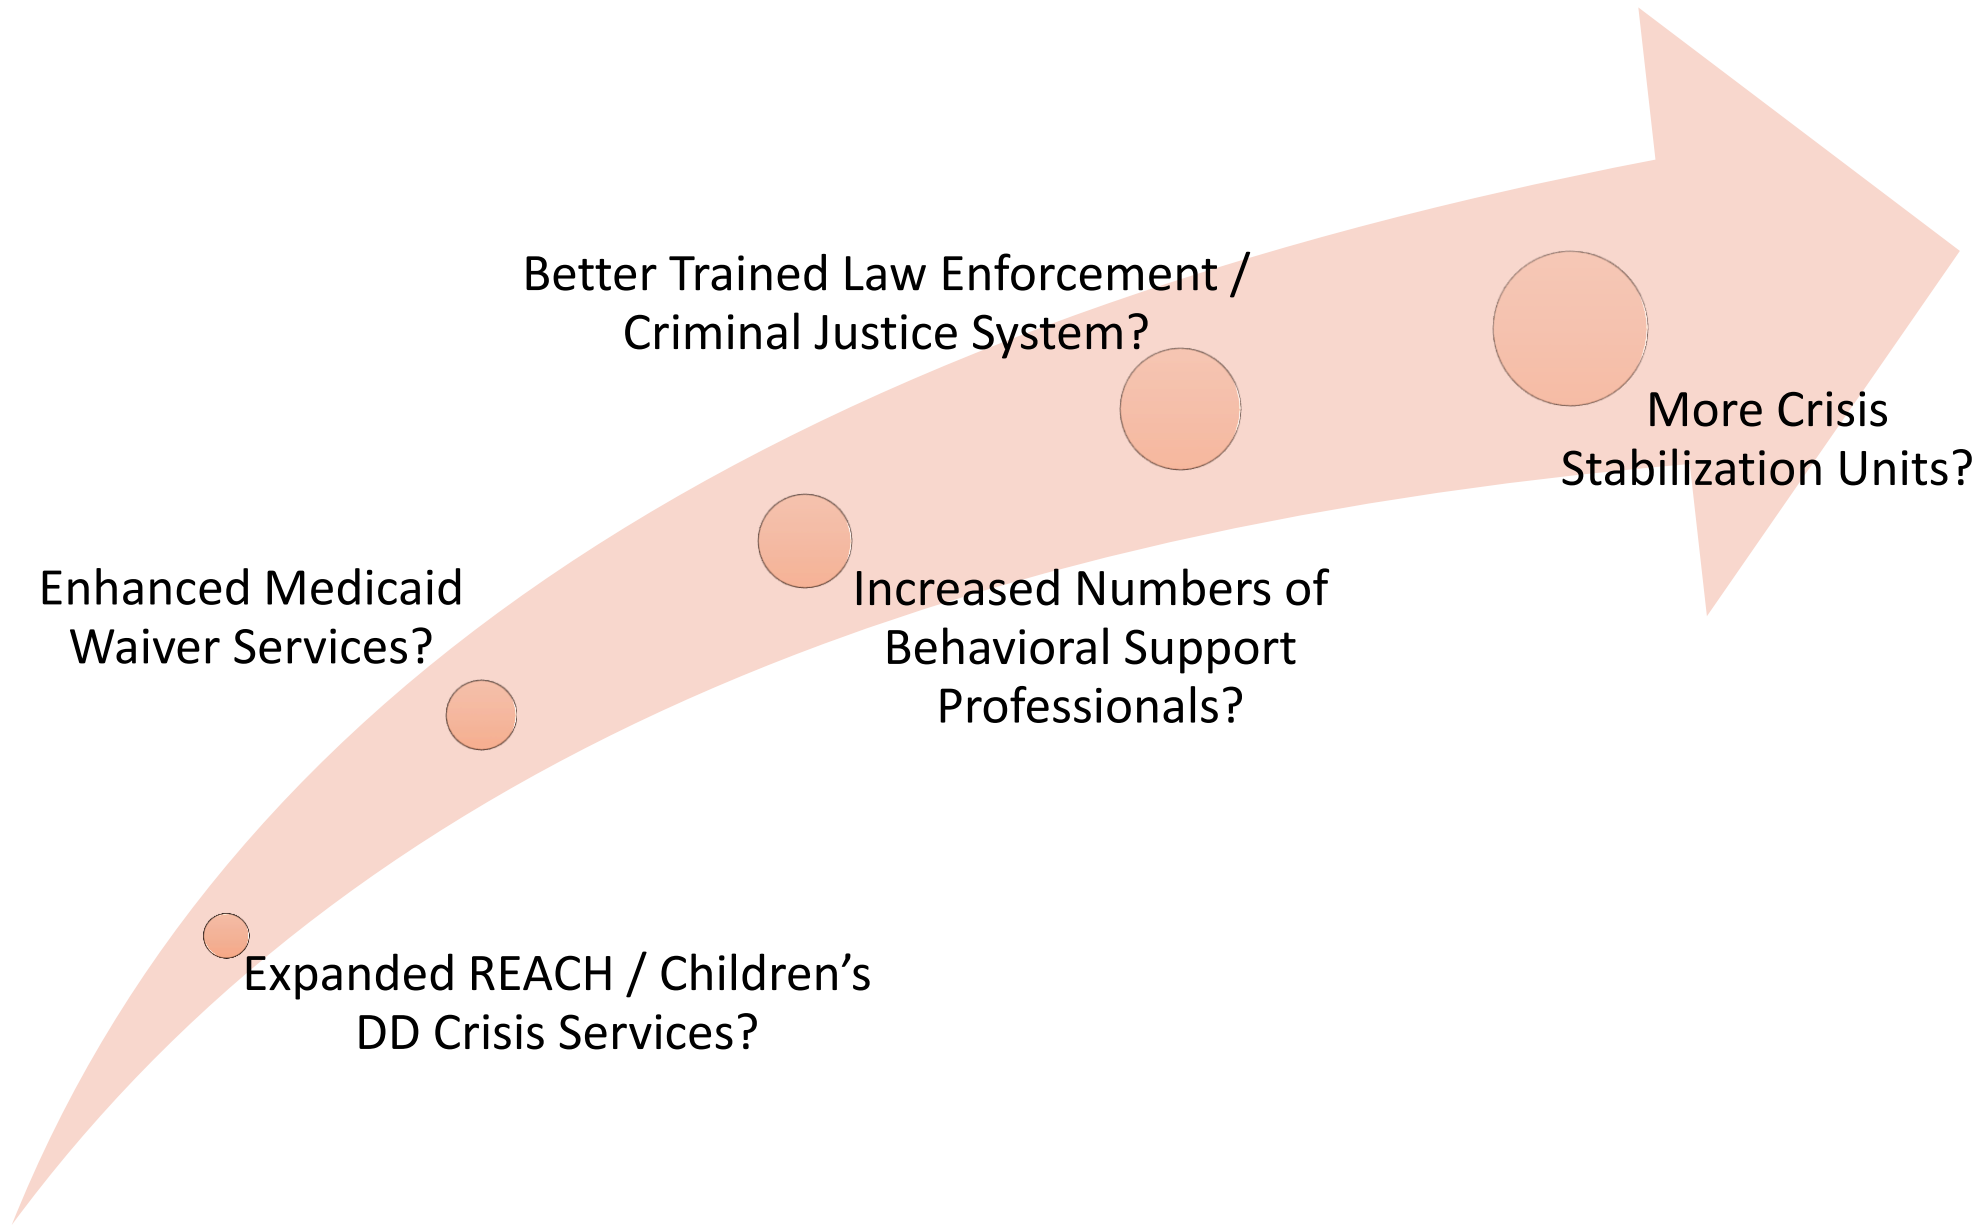 Better Trained Law Enforcement /
Criminal Justice System?
More Crisis
Stabilization Units?
Enhanced Medicaid
Waiver Services?
Increased Numbers of
Behavioral Support
Professionals?
Expanded REACH / Children’s
DD Crisis Services?